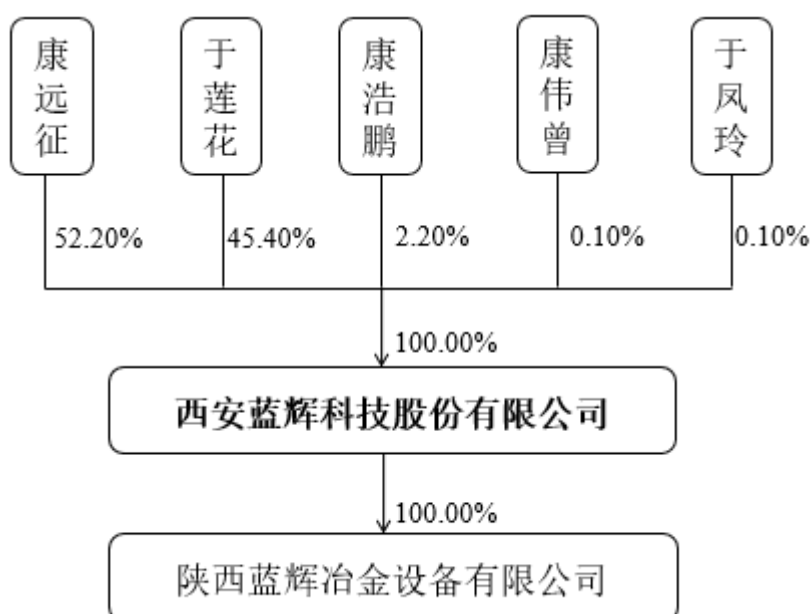 康远征
于莲花
康浩鹏
康伟曾
于凤玲
52.20%
45.40%
2.20%
0.10%
0.10%
100.00%
西安蓝辉科技股份有限公司
100.00%
陕西蓝辉冶金设备有限公司